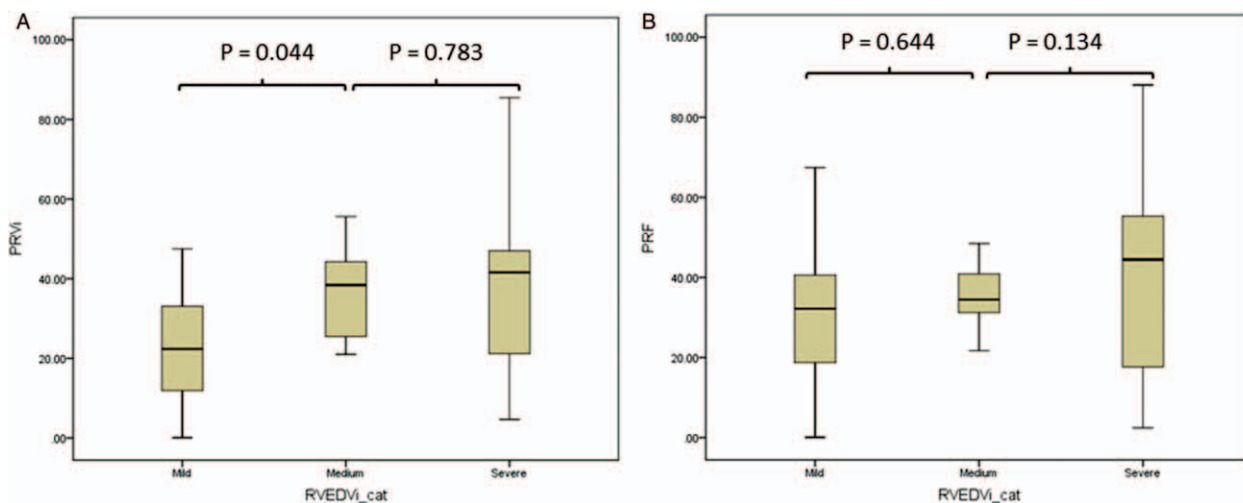 A
P = 0.044
P = 0.783
100.00
80.00
60.00
40.00
20.00
.00
PRVi
Mild
Medium
Severe
RVEDVi_cat
B
P = 0.644
P = 0.134
100.00
80.00
60.00
40.00
20.00
.00
PRF
Mild
Medium
Severe
RVEDVi_cat